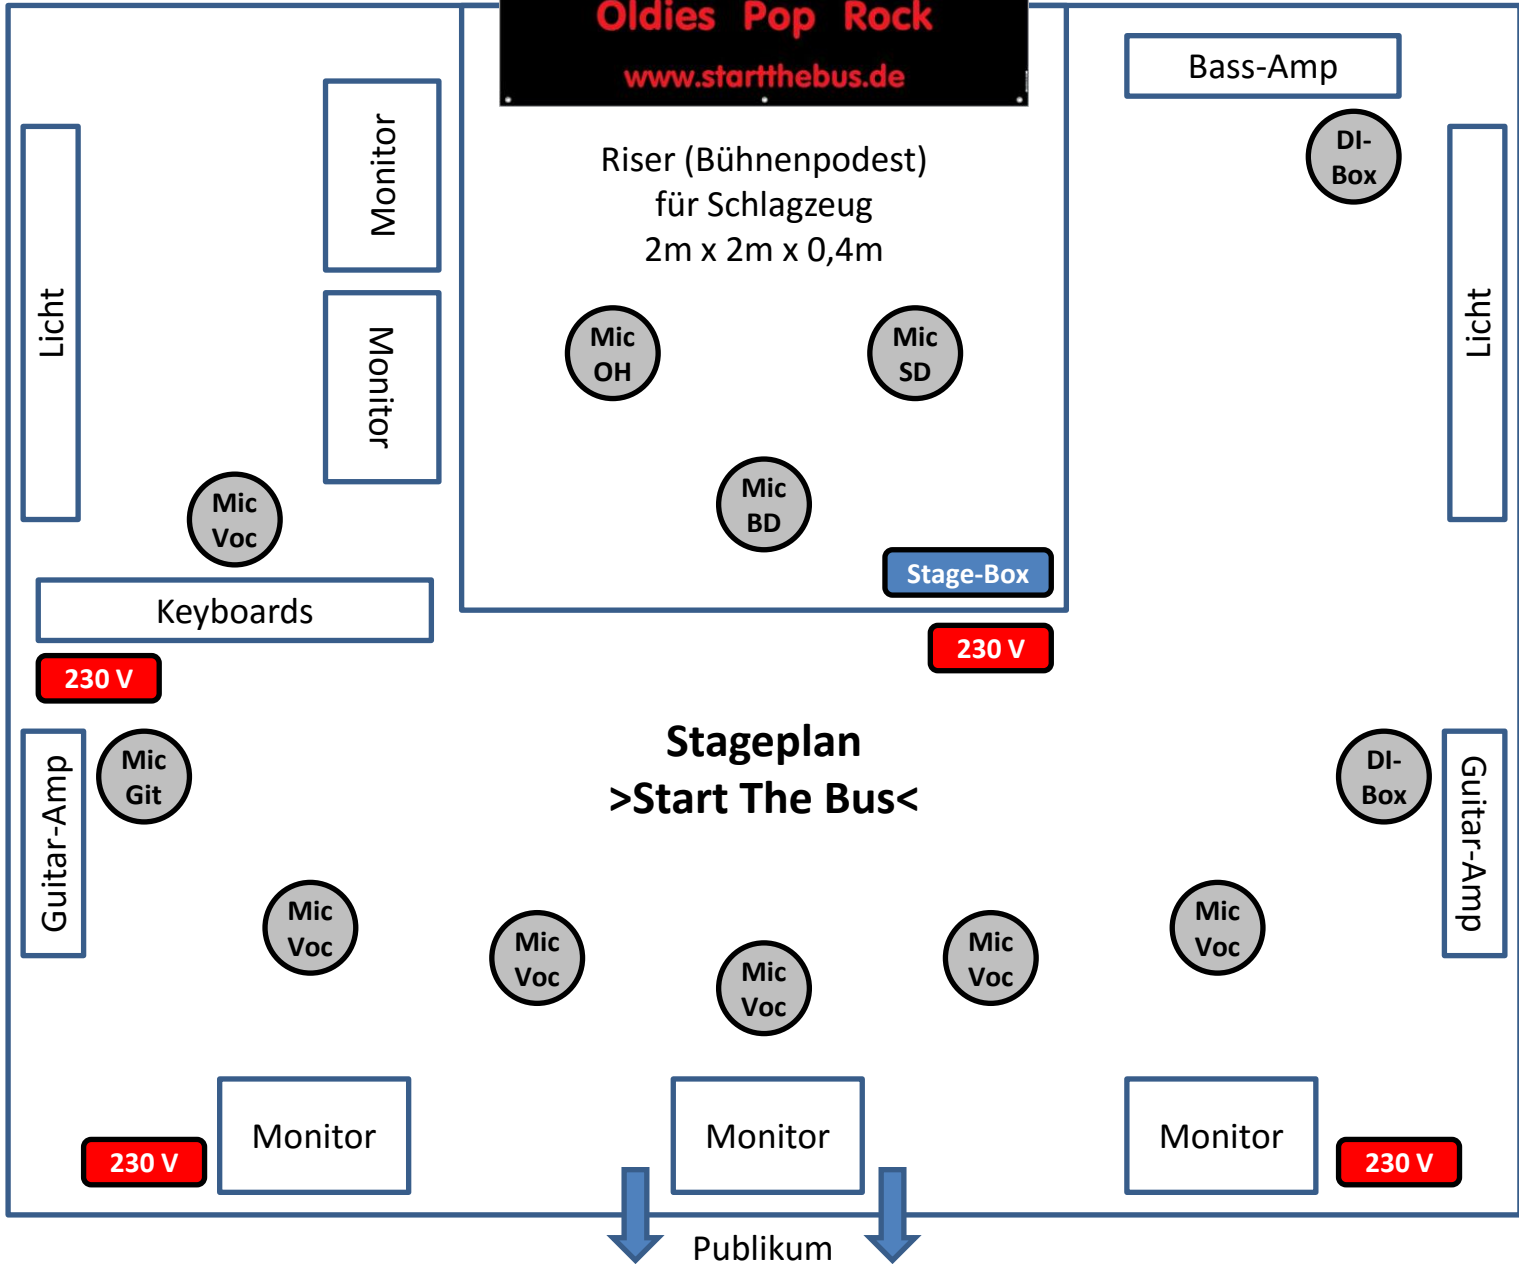 Oldies Pop Rock
www.startthebus.de
Bass-Amp
Monitor
DI-
Box
Riser (Bühnenpodest)
für Schlagzeug
2m x 2m x 0,4m
Licht
Licht
Monitor
Mic
OH
Mic
SD
Mic
Voc
Mic
BD
Stage-Box
Keyboards
230 V
230 V
Stageplan
>Start The Bus<
Guitar-Amp
Mic
Git
DI-
Box
Guitar-Amp
Mic
Voc
Mic
Voc
Mic
Voc
Mic
Voc
Mic
Voc
Monitor
Monitor
Monitor
230 V
230 V
Publikum